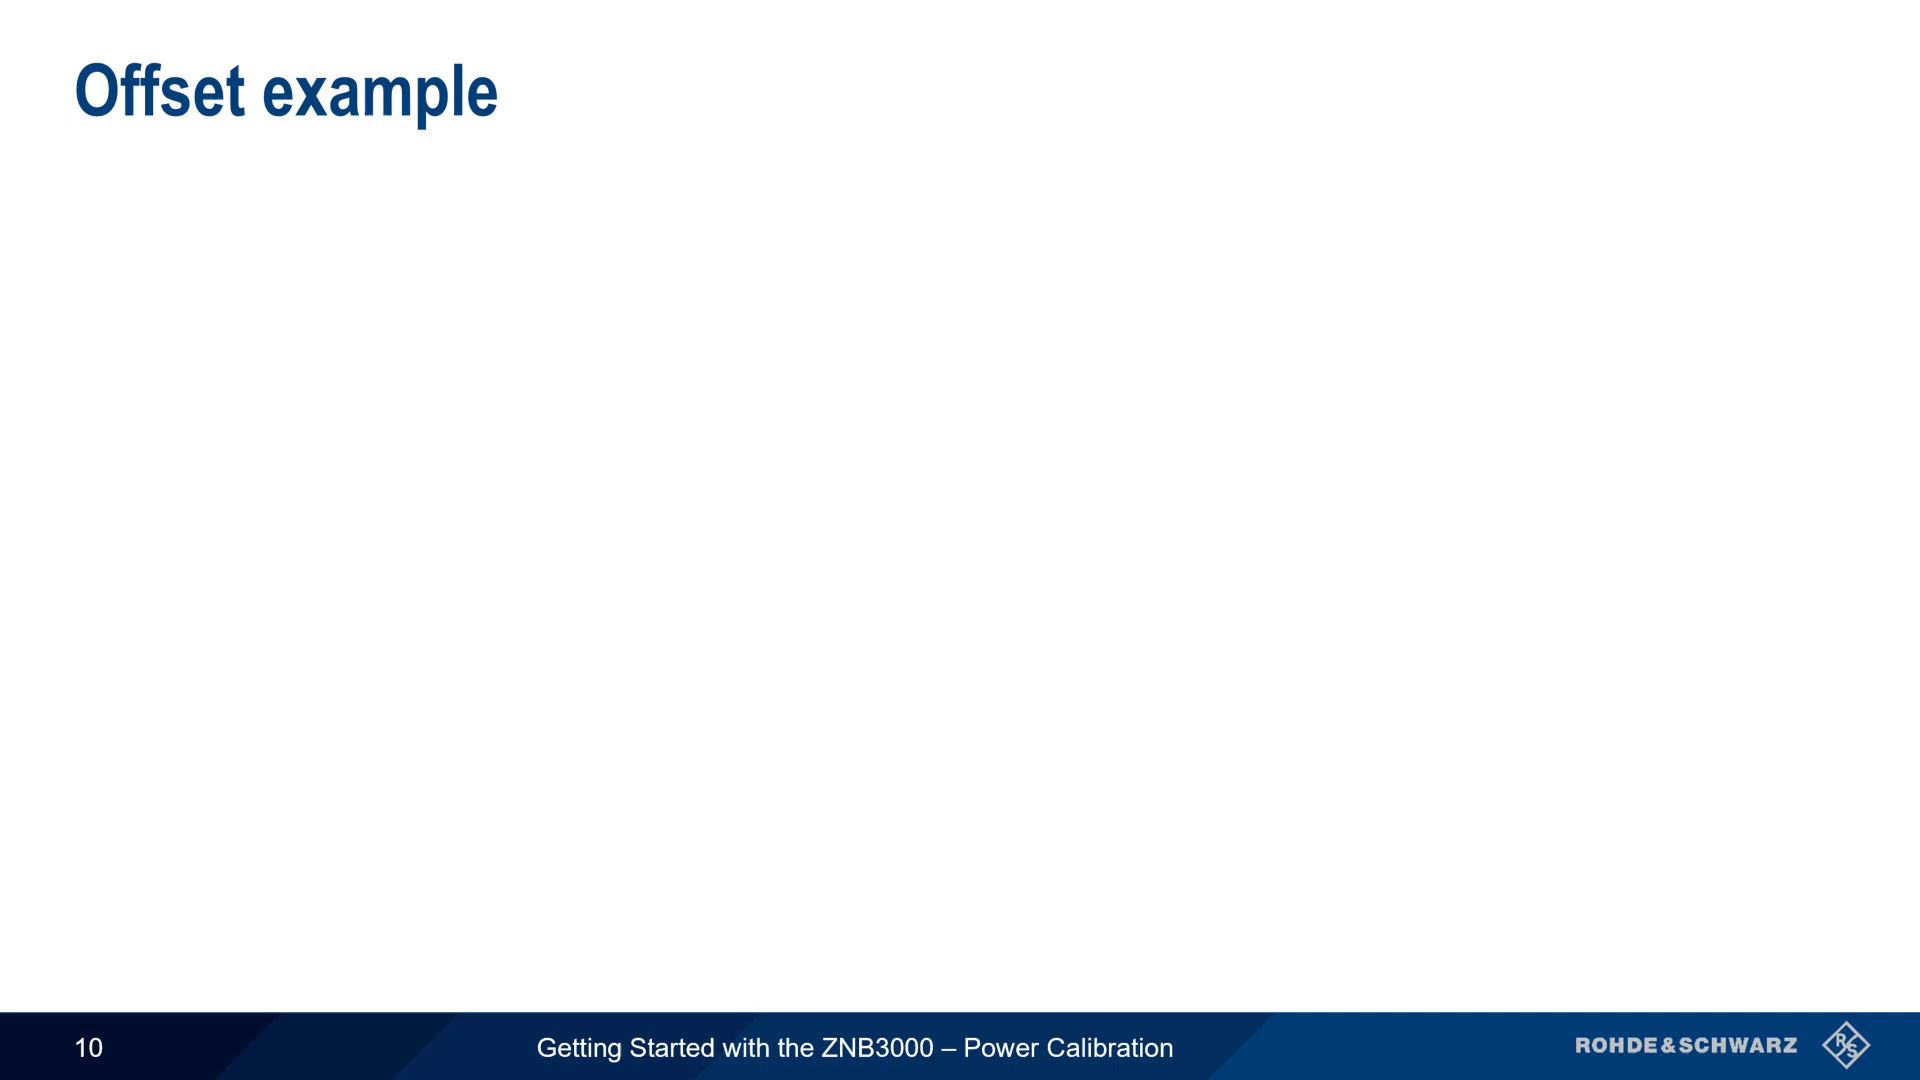 Offset example
10
Getting Started with the ZNB3000 – Power Calibration
ROHDE&SCHWARZ
R&S